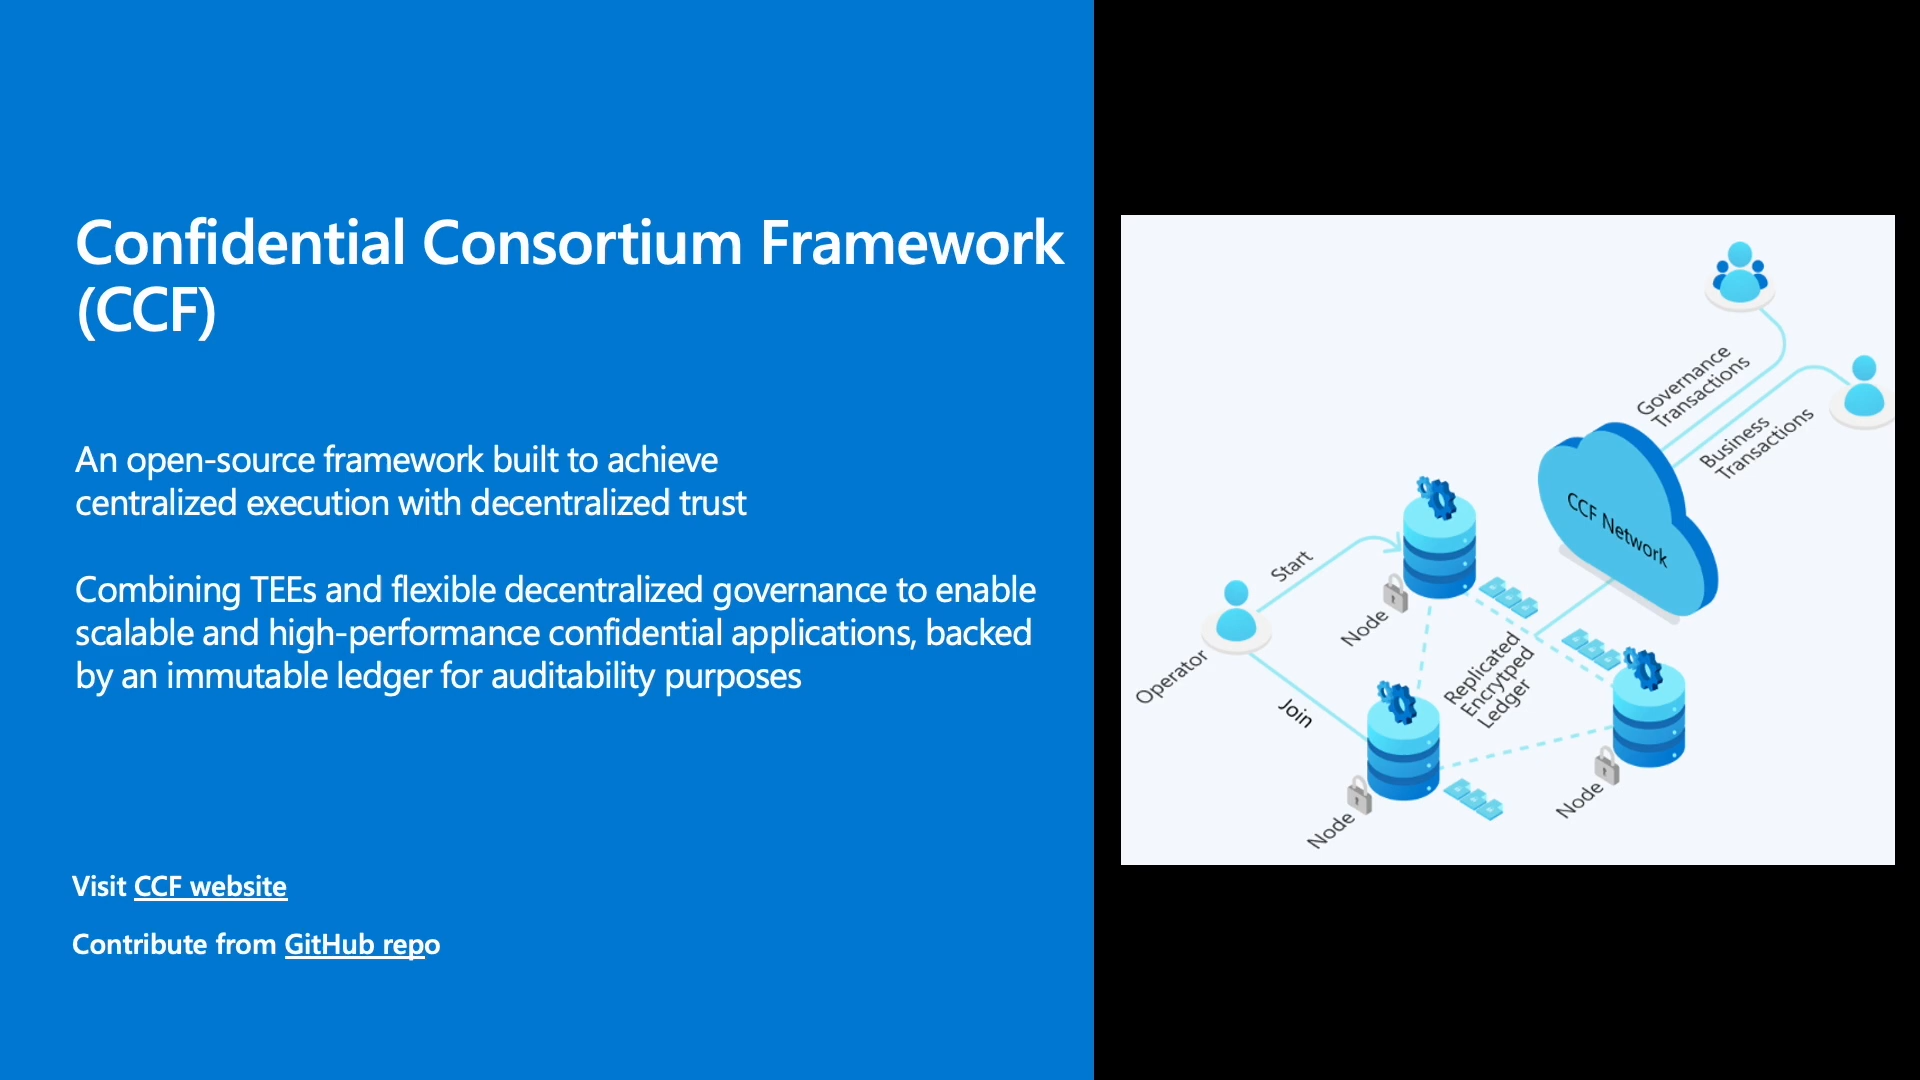 Confidential Consortium Framework
(CCF)
An open-source framework built to achieve
centralized execution with decentralized trust
Combining TEEs and flexible decentralized governance to enable
scalable and high-performance confidential applications, backed
by an immutable ledger for auditability purposes
Visit CCF website
Contribute from GitHub repo
Governance
Transactions
Business
Transactions
CCF Network
Start
Node
Operator
Replicated
Encrytped
Ledger
Join
Node
Node